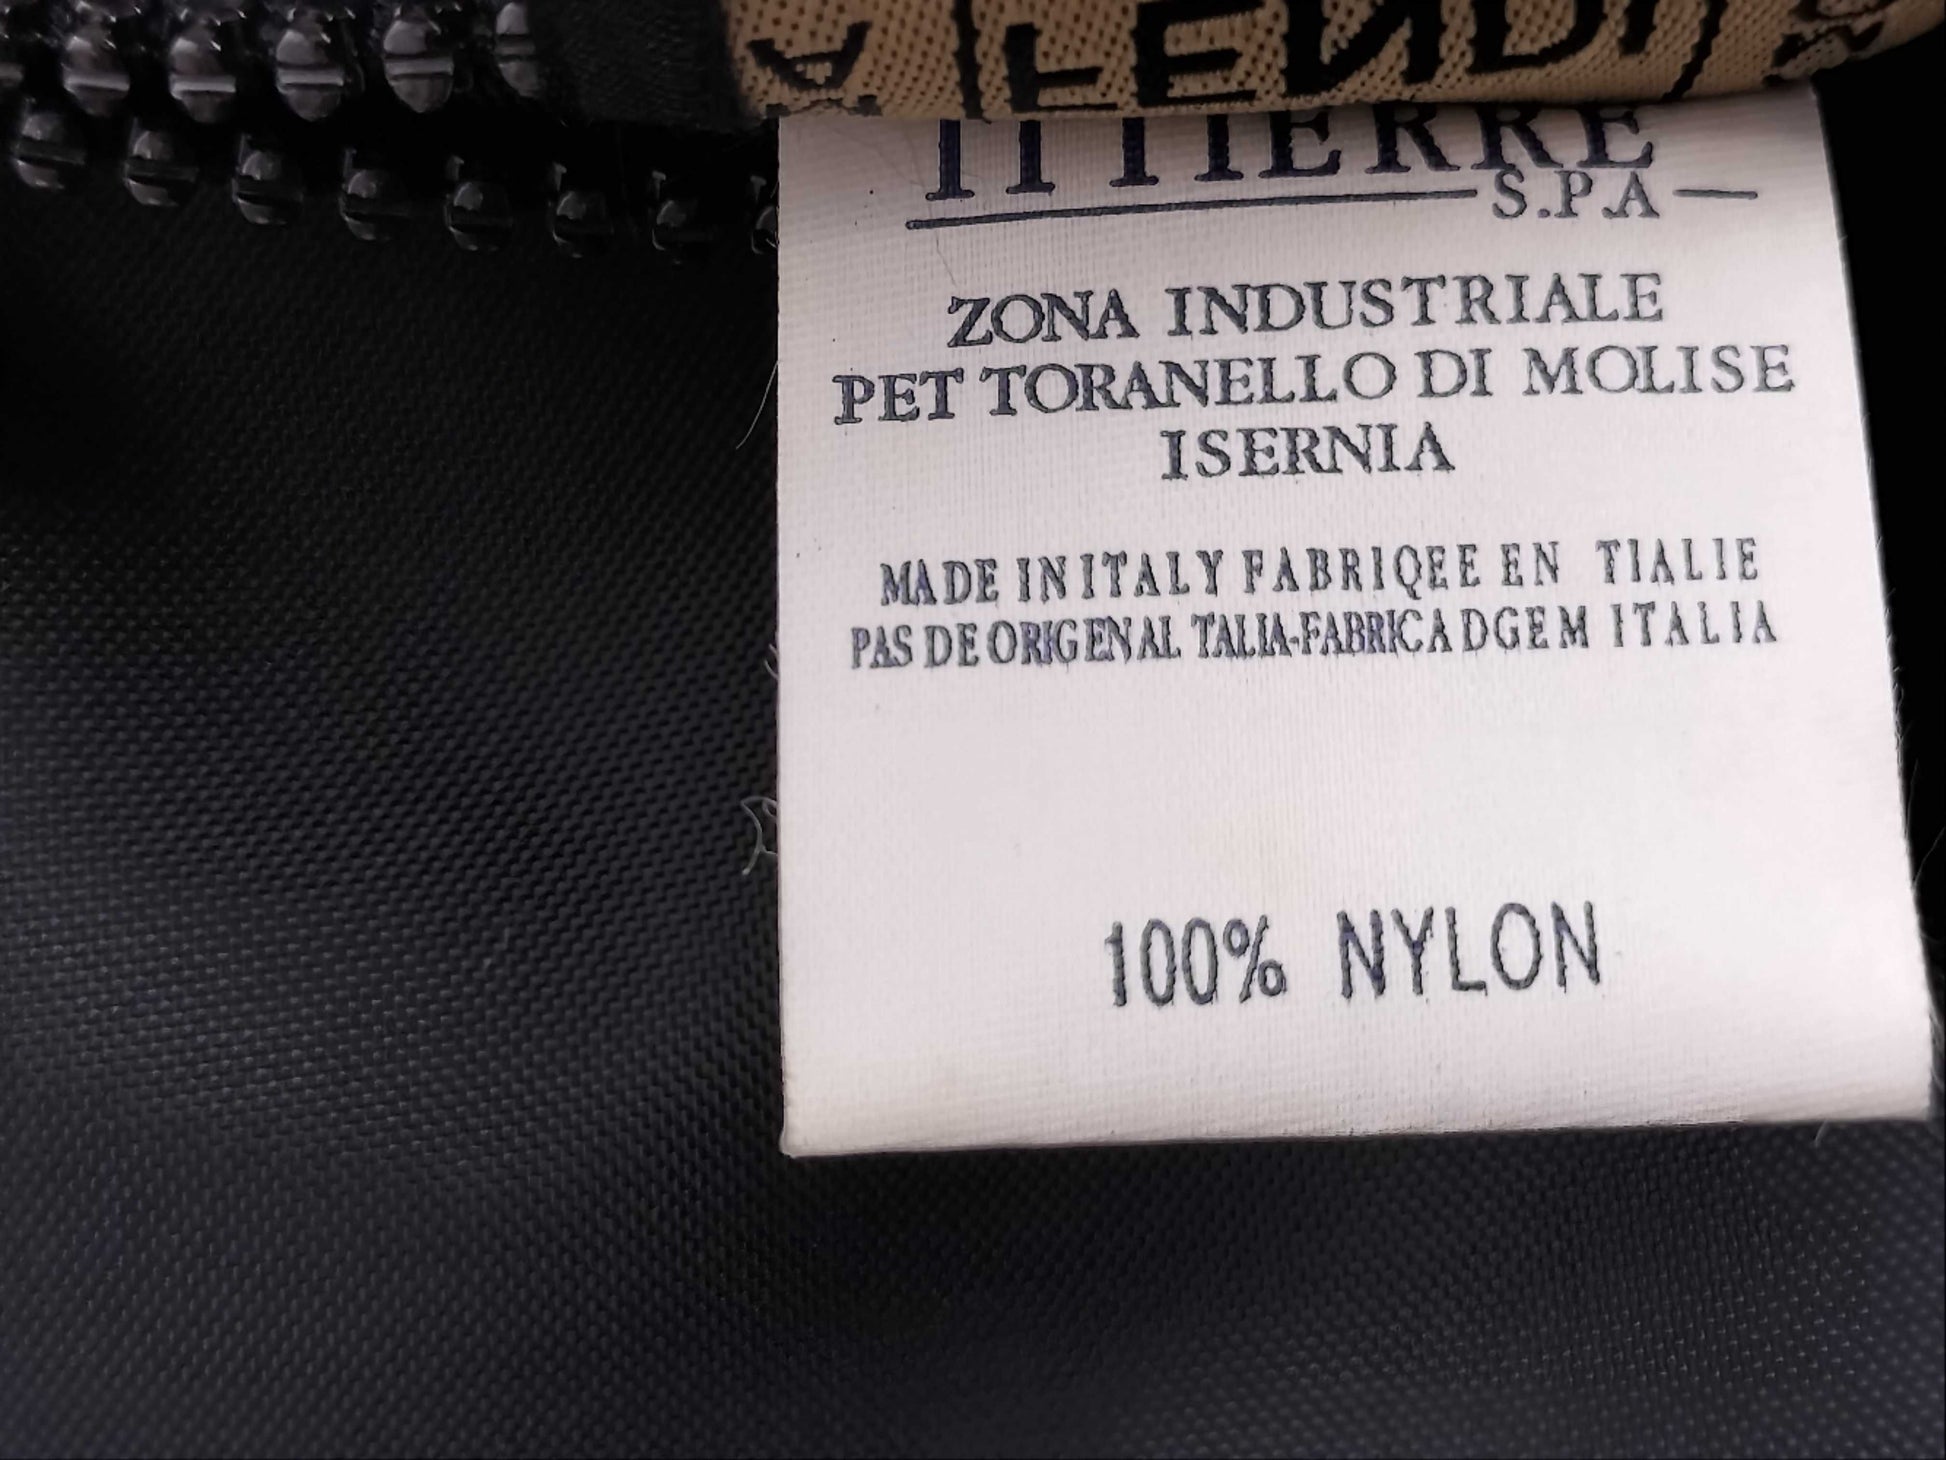 FENDI
ITTIERRE
S.P.A
ZONA INDUSTRIALE
PET TORANELLO DI MOLISE
ISERNIA
MADE IN ITALY FABRIQEE EN TIALIE
PAS DE ORIGENAL TALIA-FABRICADGEM ITALIA
100% NYLON